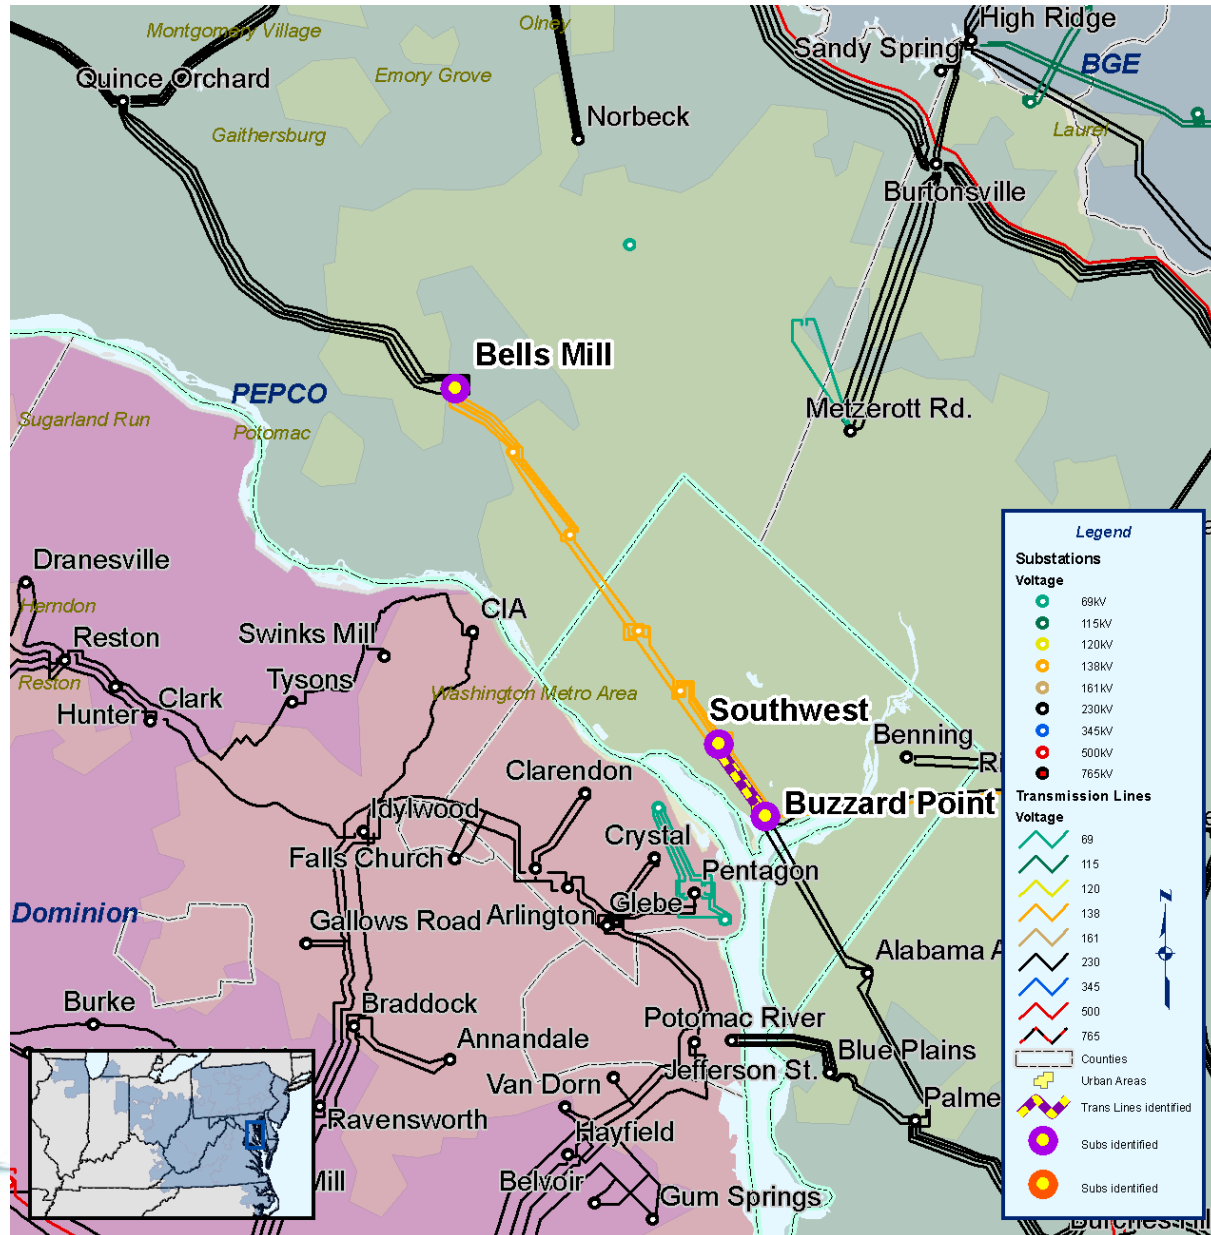 High Ridge
Olney
Montgomery Village
Sandy Spring
BGE
Quince Orchard
Emory Grove
Norbeck
Gaithersburg
Laurel
Burtonsville
Bells Mill
PEPCO
Metzerott Rd.
Sugarland Run
Potomac
Legend
Substations
Voltage
69kV
115kV
120kV
138kV
161kV
230kV
345kV
500kV
765kV
Transmission Lines
Voltage
69
115
120
138
161
230
345
500
765
Counties
Urban Areas
Trans Lines identified
Subs identified
Subs identified
N
Dranesville
Herndon
CIA
Reston
Swinks Mill
Reston
Tysons
Washington Metro Area
Hunter
Clark
Southwest
Benning
Ri
Clarendon
Buzzard Point
Idylwood
Crystal
Falls Church
Pentagon
Glebe
Dominion
Arlington
Gallows Road
Alabama A
Burke
Braddock
Potomac River
Annandale
Blue Plains
Jefferson St.
Van Dorn
Palme
Ravensworth
Hayfield
Mill
Belvoir
Gum Springs